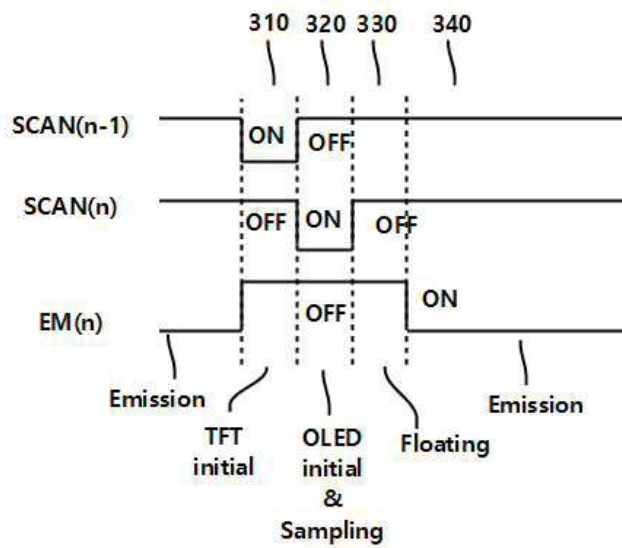 310 320 330 340
SCAN(n-1)
ON
OFF
SCAN(n)
OFF
ON
OFF
EM(n)
OFF
ON
Emission
Emission
TFT
initial
OLED
initial
&
Sampling
Floating